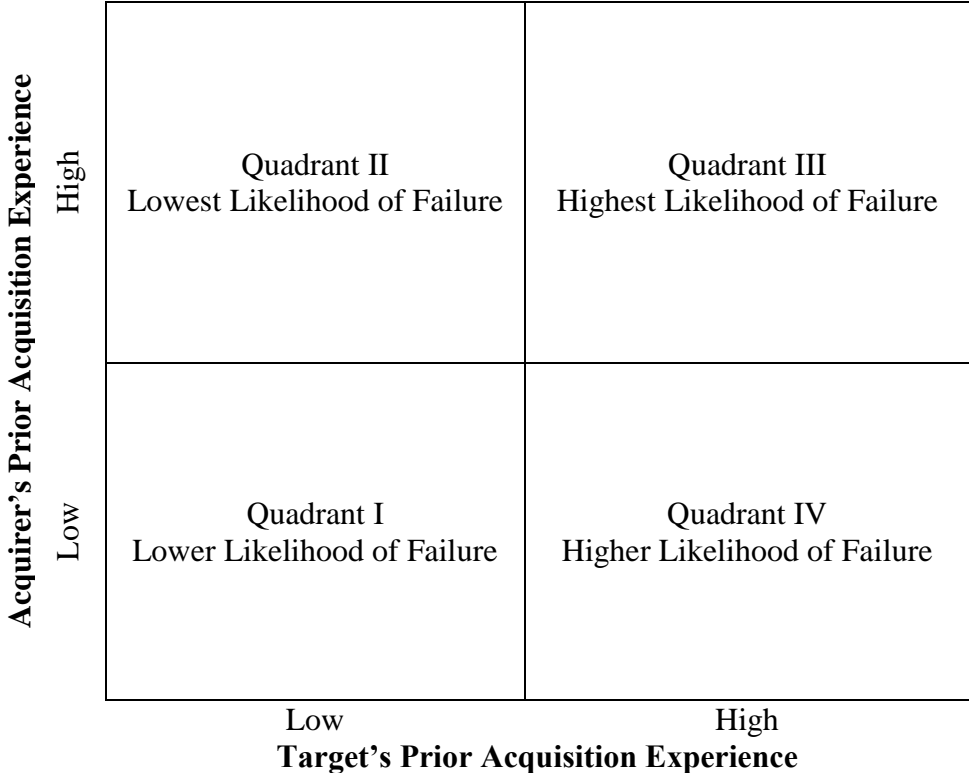 Acquirer's Prior Acquisition Experience
High
Quadrant II
Lowest Likelihood of Failure
Quadrant III
Highest Likelihood of Failure
Low
Quadrant I
Lower Likelihood of Failure
Quadrant IV
Higher Likelihood of Failure
Low
High
Target's Prior Acquisition Experience